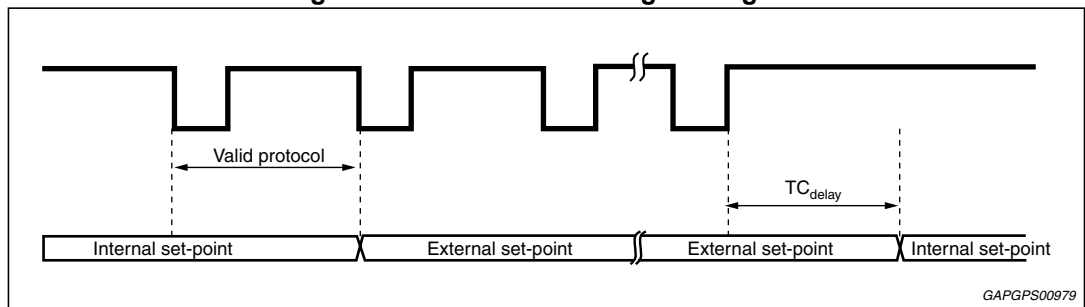 Valid protocol
TCdelay
Internal set-point
External set-point
External set-point
Internal set-point
GAPGPS00979